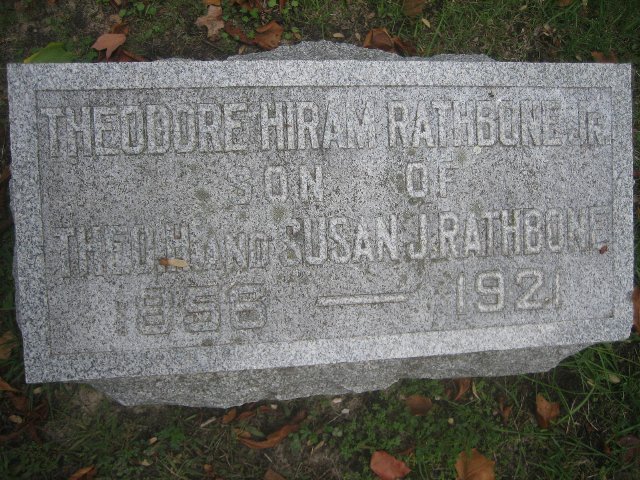 THEODORE HIRAM RATHBONE JR.
SON OF
THEO. H. AND SUSAN J. RATHBONE
1856 — 1921